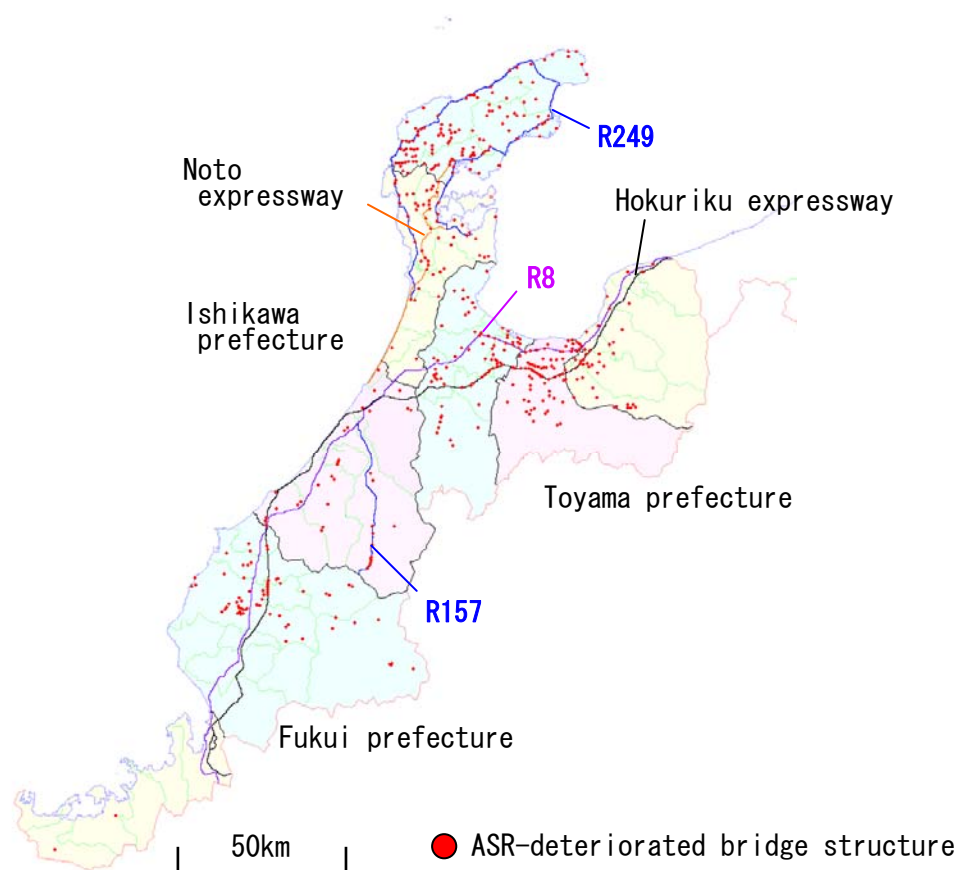 R249
Noto
expressway
Hokuriku expressway
R8
Ishikawa
prefecture
Toyama prefecture
R157
Fukui prefecture
50km
ASR-deteriorated bridge structure